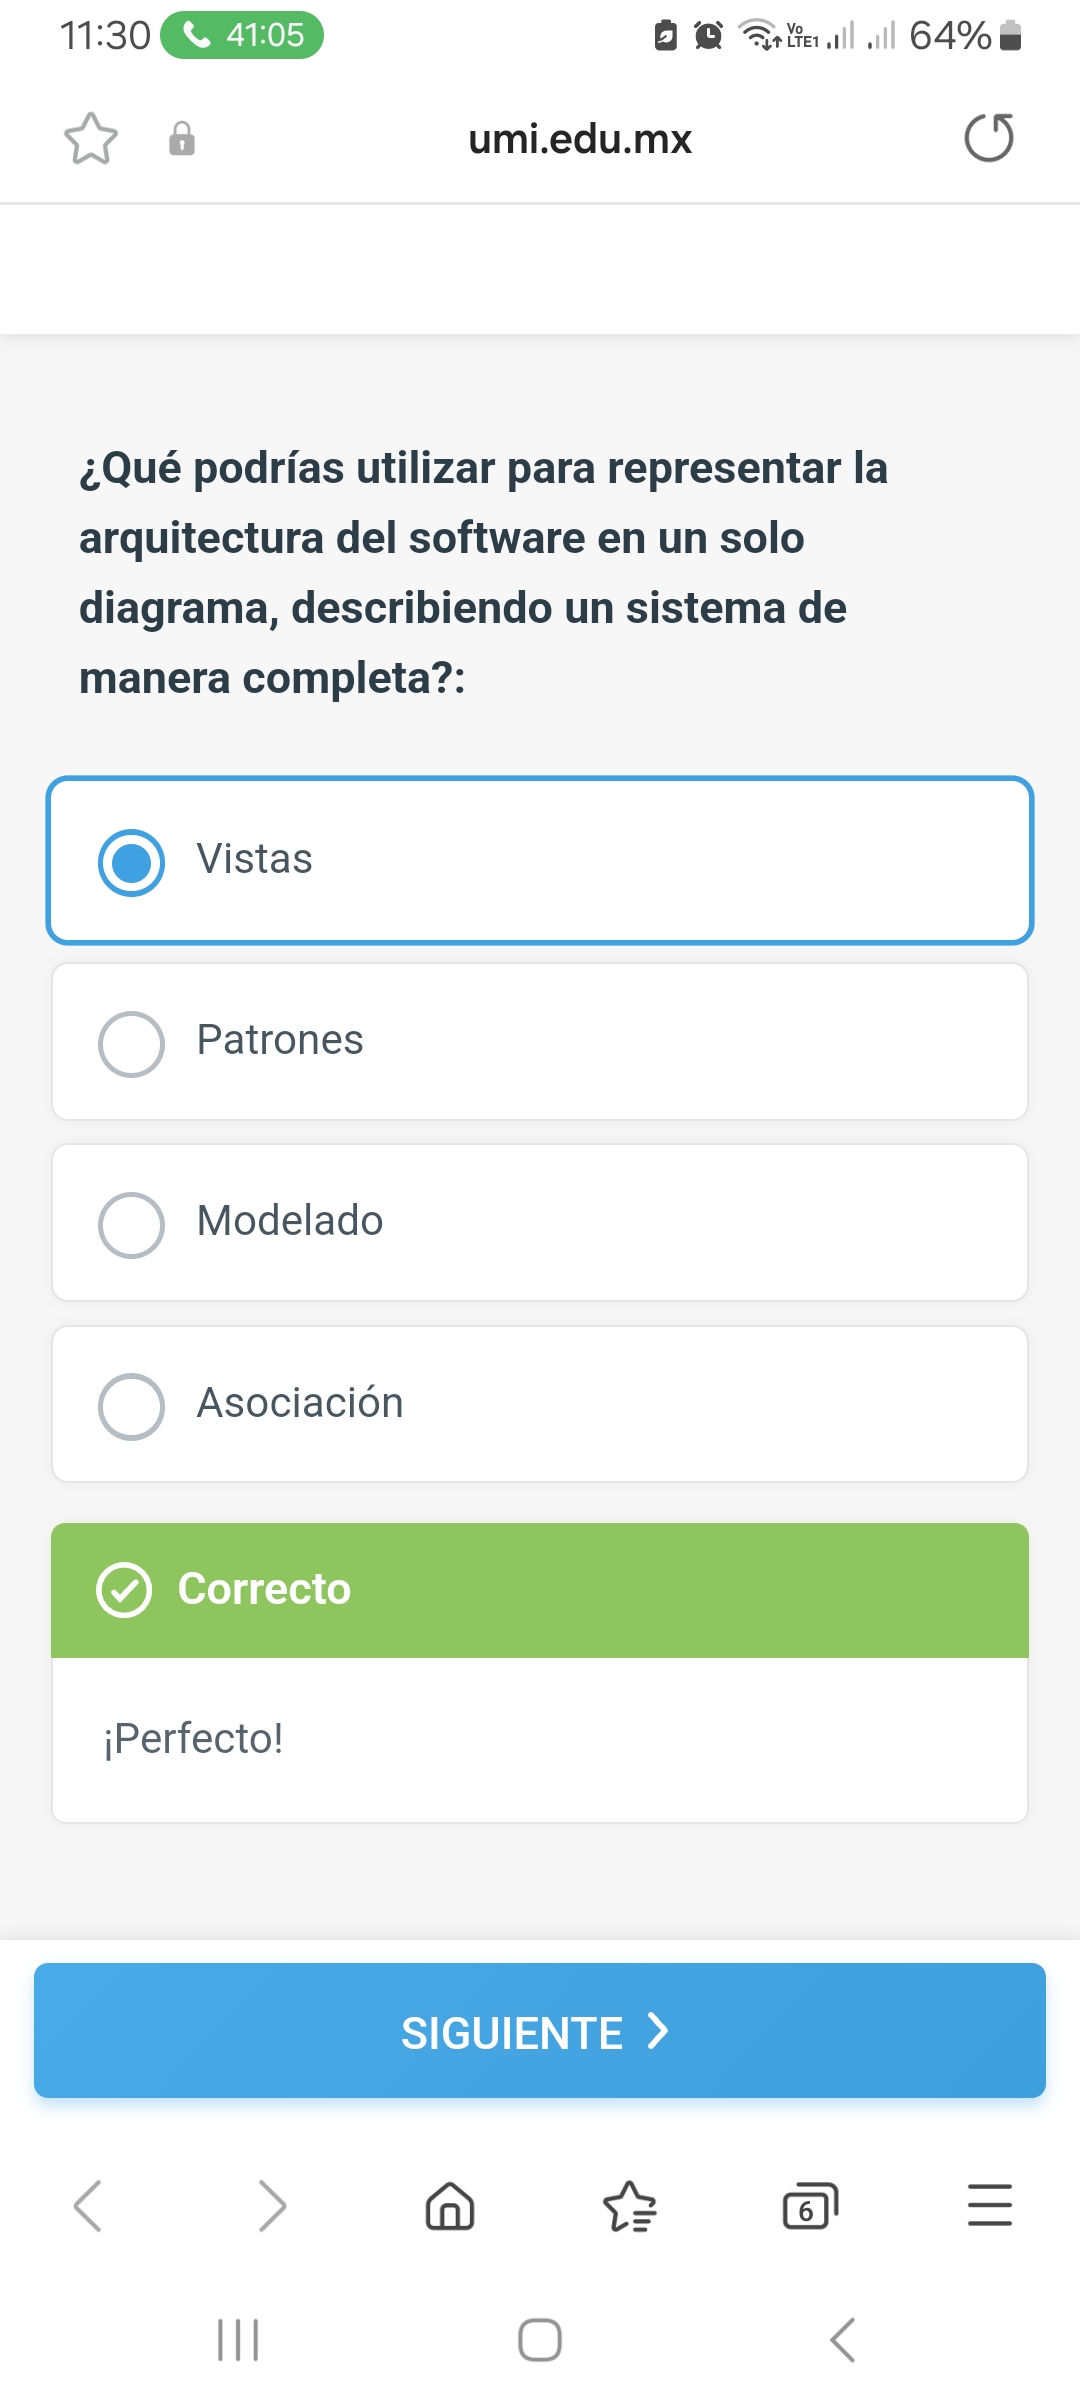 11:30 41:05 Vo LTE1 64%
umi.edu.mx
¿Qué podrías utilizar para representar la
arquitectura del software en un solo
diagrama, describiendo un sistema de
manera completa?:
Vistas
Patrones
Modelado
Asociación
Correcto
¡Perfecto!
SIGUIENTE
6